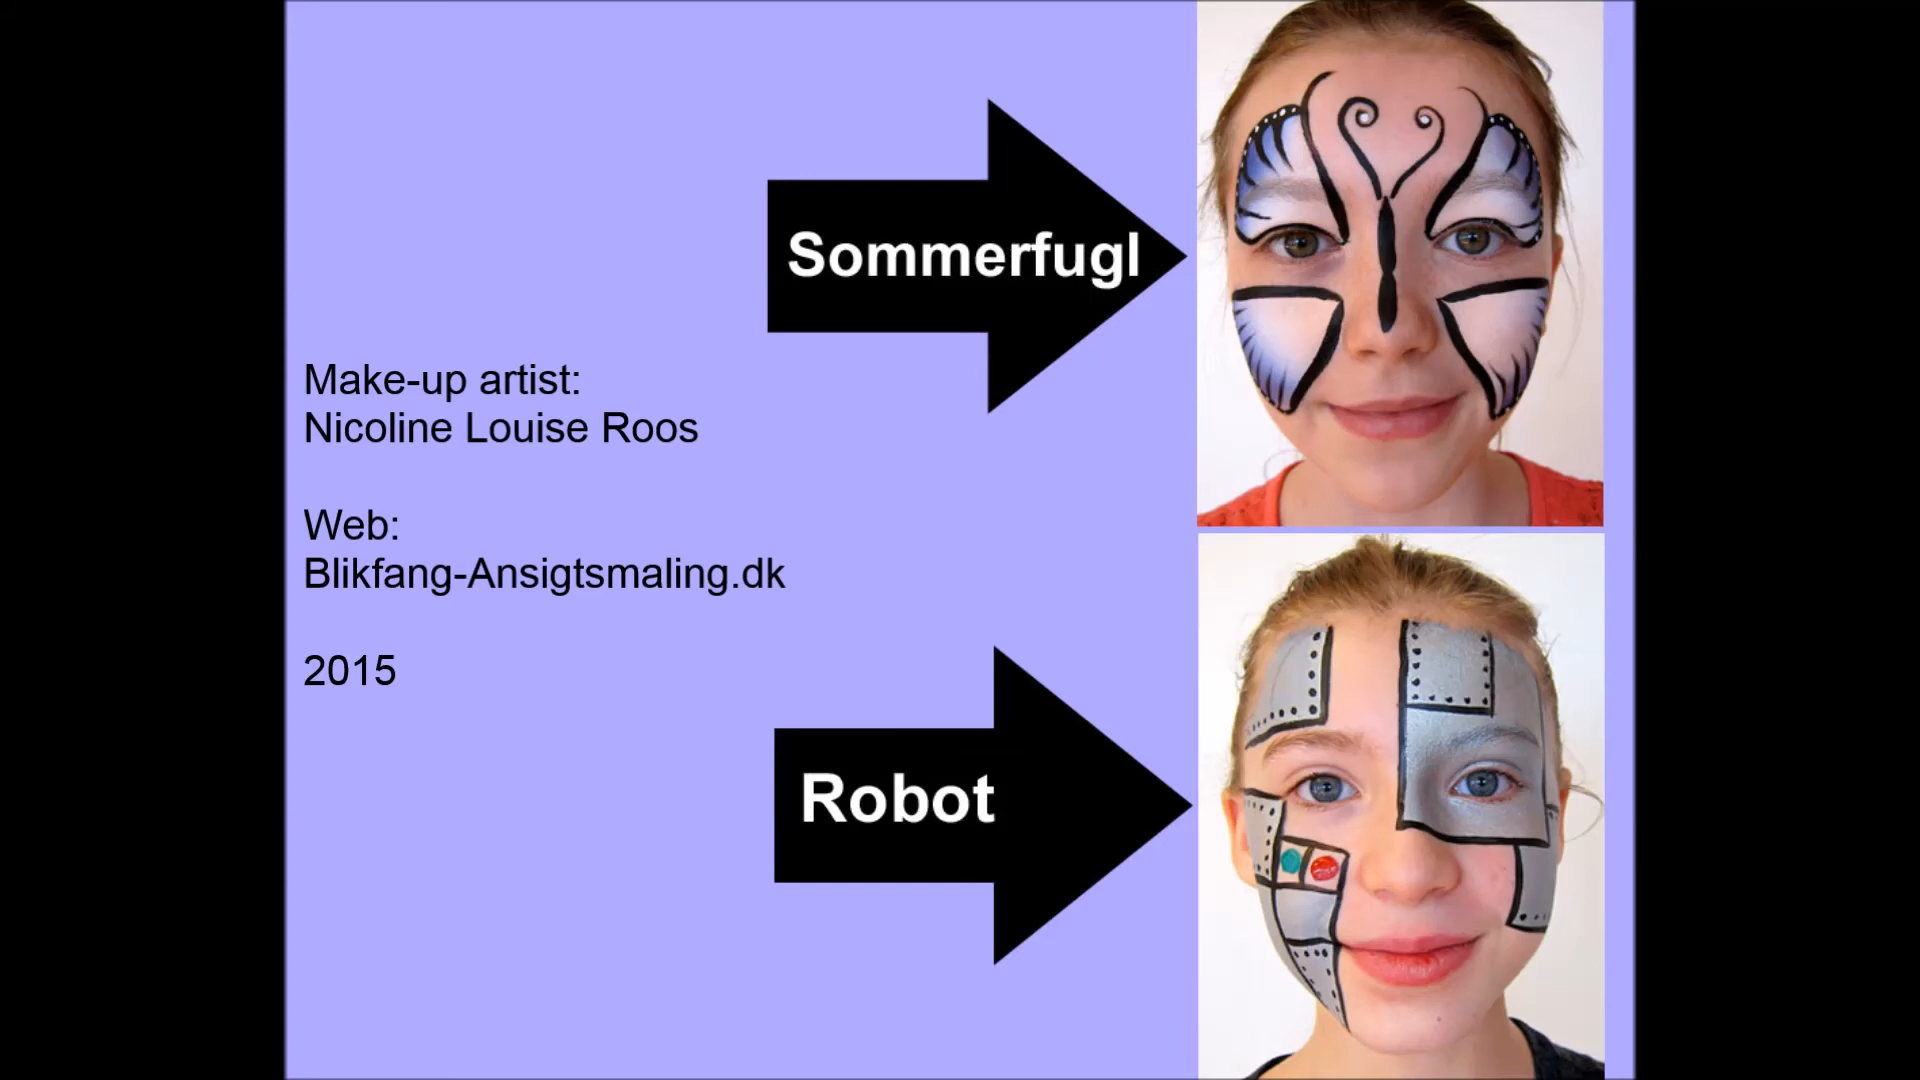 Sommerfugl
Make-up artist:
Nicoline Louise Roos
Web:
Blikfang-Ansigtsmaling.dk
2015
Robot